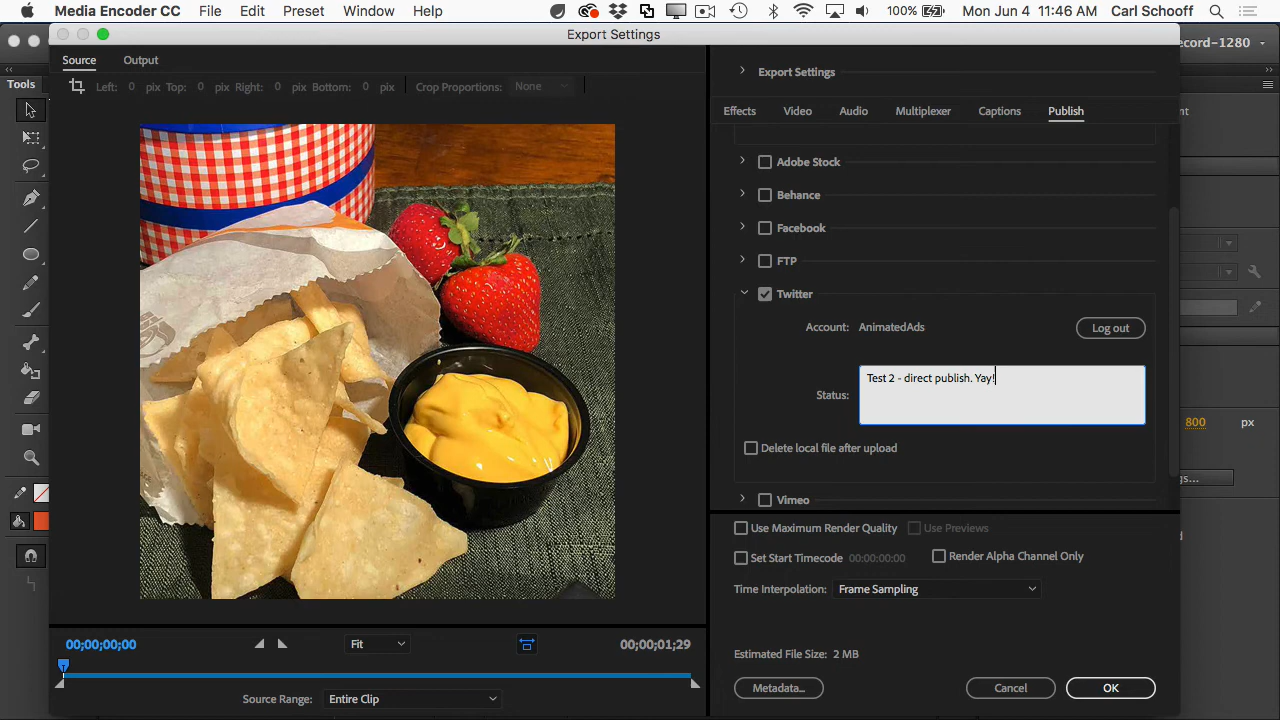 Media Encoder CC File Edit Preset Window Help 100% Mon Jun 4 11:46 AM Carl Schooff
Export Settings
ecord-1280
Tools
Source Output
Left: 0 pix Top: 0 pix Right: 0 pix Bottom: 0 pix Crop Proportions: None
Export Settings
Effects Video Audio Multiplexer Captions Publish
Adobe Stock
Behance
Facebook
FTP
Twitter
Account: AnimatedAds Log out
Status: Test 2 - direct publish. Yay!
Delete local file after upload
Vimeo
800 px
gs...
Use Maximum Render Quality Use Previews
Set Start Timecode 00:00:00:00 Render Alpha Channel Only
Time Interpolation: Frame Sampling
00;00;00;00 Fit 00;00;01;29
Estimated File Size: 2 MB
Source Range: Entire Clip
Metadata... Cancel OK